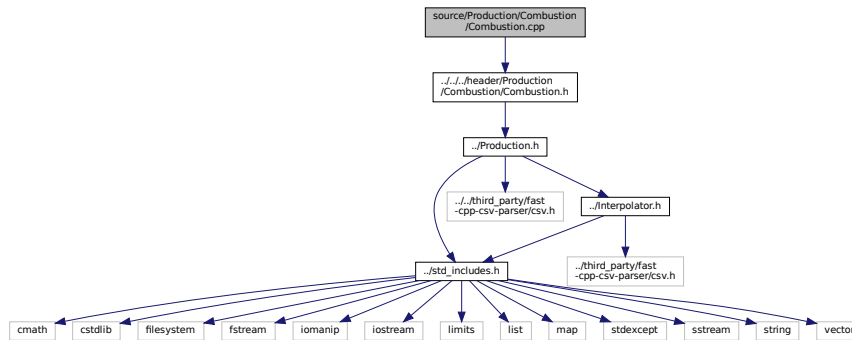 source/Production/Combustion
/Combustion.cpp
../../../header/Production
/Combustion/Combustion.h
../Production.h
../../third_party/fast
-cpp-csv-parser/csv.h
../Interpolator.h
../third_party/fast
-cpp-csv-parser/csv.h
../std_includes.h
cmath
cstdlib
filesystem
fstream
iomanip
iostream
limits
list
map
stdexcept
sstream
string
vector